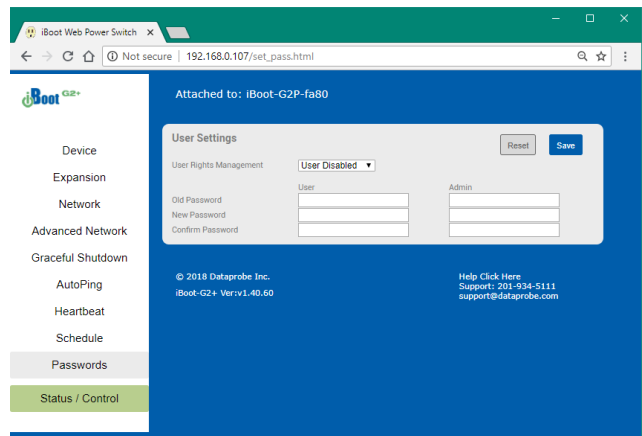 iBoot Web Power Switch
Not secure | 192.168.0.107/set_pass.html
iBoot G2+
Attached to: iBoot-G2P-fa80
Device
Expansion
Network
Advanced Network
Graceful Shutdown
AutoPing
Heartbeat
Schedule
Passwords
Status / Control
User Settings
Reset
Save
User Rights Management
User Disabled
User
Admin
Old Password
New Password
Confirm Password
© 2018 Dataprobe Inc.
iBoot-G2+ Ver:v1.40.60
Help Click Here
Support: 201-934-5111
support@dataprobe.com